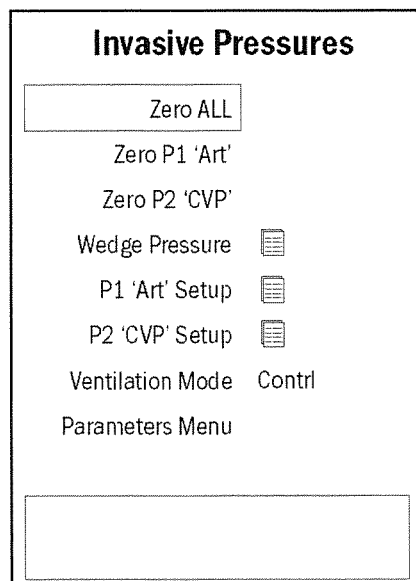 Invasive Pressures
Zero ALL
Zero P1 'Art'
Zero P2 'CVP'
Wedge Pressure
P1 'Art' Setup
P2 'CVP' Setup
Ventilation Mode Contrl
Parameters Menu